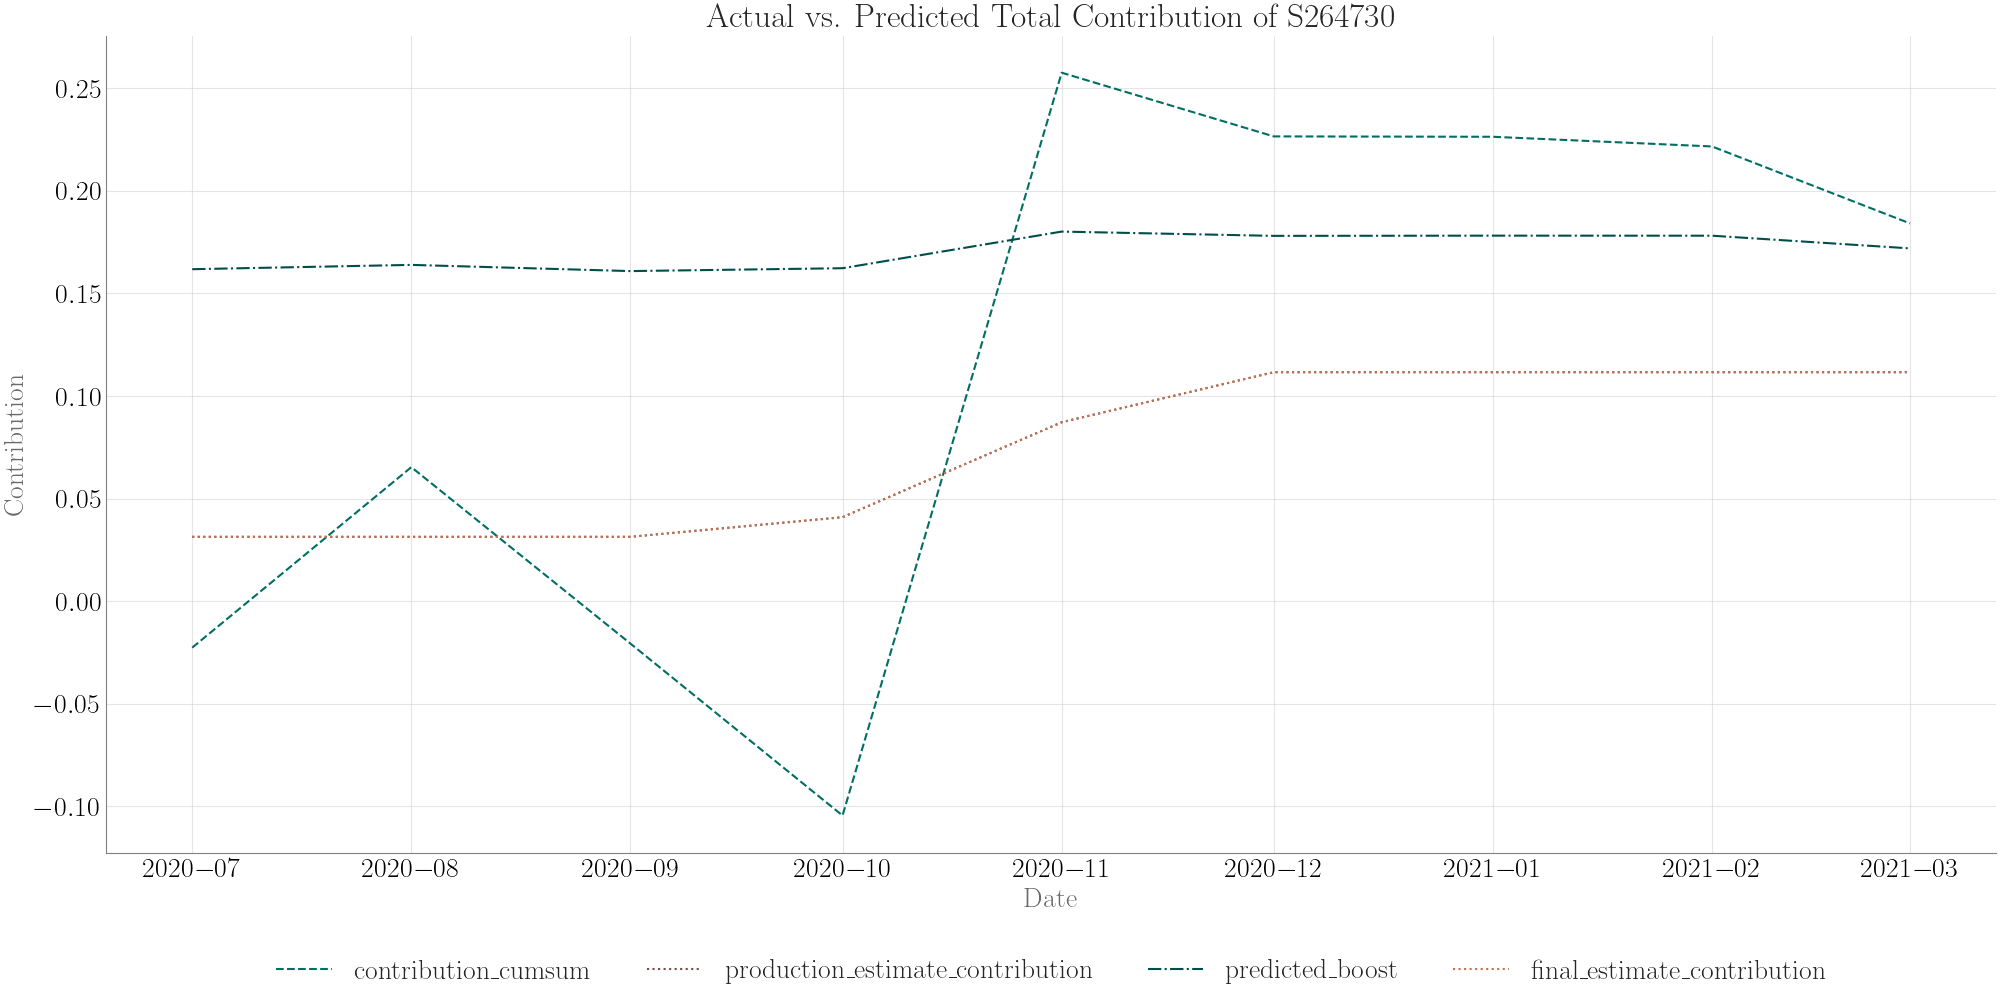 Actual vs. Predicted Total Contribution of S264730
0.25
0.20
0.15
0.10
0.05
0.00
−0.05
−0.10
Contribution
2020−07 2020−08 2020−09 2020−10 2020−11 2020−12 2021−01 2021−02 2021−03
Date
contribution_cumsum production_estimate_contribution predicted_boost final_estimate_contribution